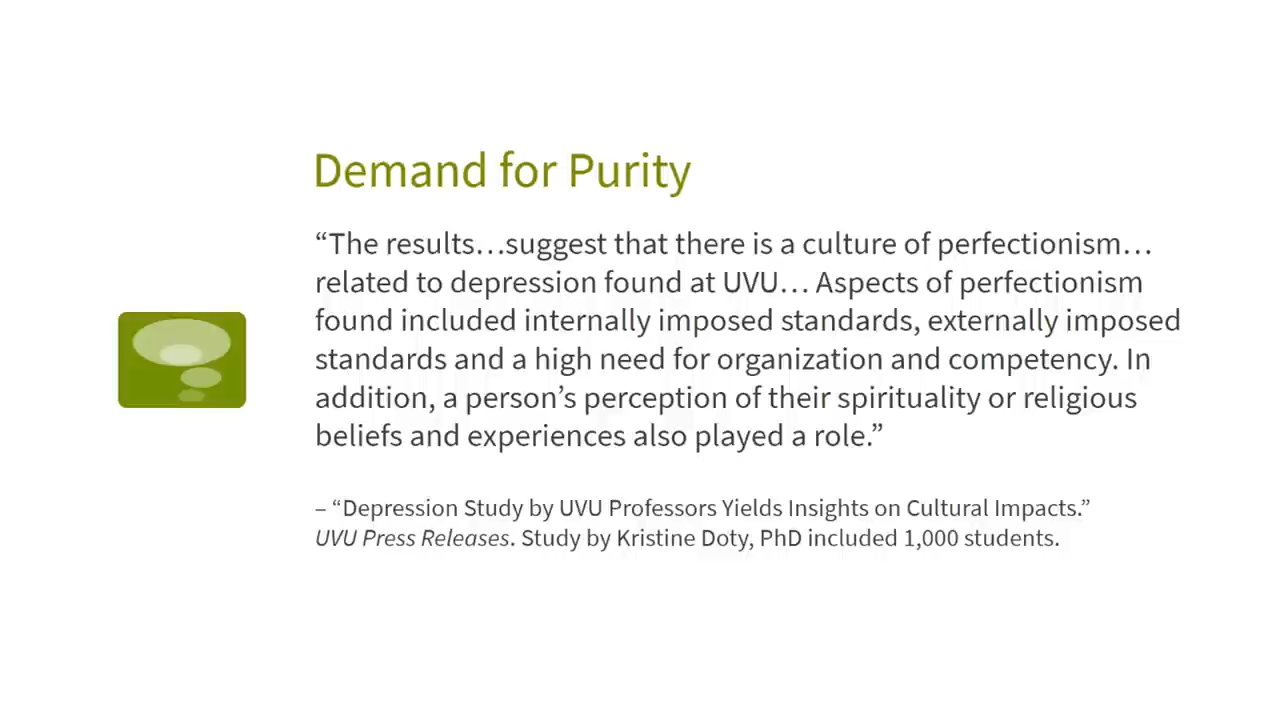 Demand for Purity
“The results…suggest that there is a culture of perfectionism…
related to depression found at UVU… Aspects of perfectionism
found included internally imposed standards, externally imposed
standards and a high need for organization and competency. In
addition, a person’s perception of their spirituality or religious
beliefs and experiences also played a role.”
– “Depression Study by UVU Professors Yields Insights on Cultural Impacts.”
UVU Press Releases. Study by Kristine Doty, PhD included 1,000 students.